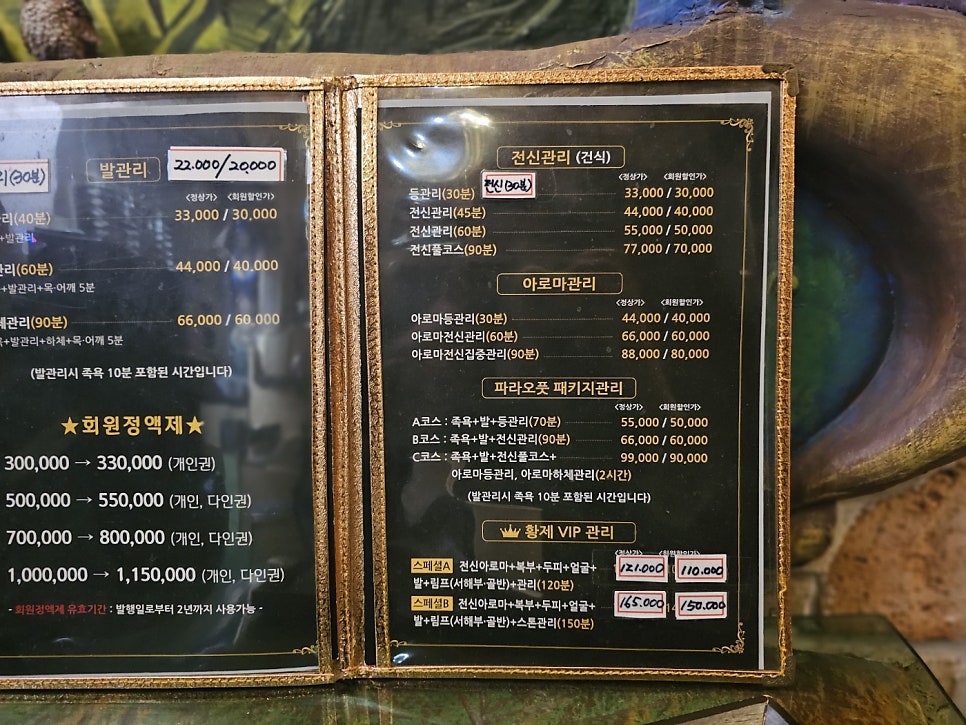 리(30분)
발관리
22.000/20.000
<정상가> <회원할인가>
리(40분) 33,000 / 30,000
+발관리
관리(60분) 44,000 / 40,000
+발관리+목·어깨 5분
체관리(90분) 66,000 / 60,000
+발관리+하체+목·어깨 5분
(발관리시 족욕 10분 포함된 시간입니다)
★회원정액제★
300,000 → 330,000 (개인권)
500,000 → 550,000 (개인, 다인권)
700,000 → 800,000 (개인, 다인권)
1,000,000 → 1,150,000 (개인, 다인권)
- 회원정액제 유효기간 : 발행일로부터 2년까지 사용가능 -
전신관리 (건식)
<정상가> <회원할인가>
등관리(30분) 전신(30분) 33,000 / 30,000
전신관리(45분) 44,000 / 40,000
전신관리(60분) 55,000 / 50,000
전신풀코스(90분) 77,000 / 70,000
아로마관리
<정상가> <회원할인가>
아로마등관리(30분) 44,000 / 40,000
아로마전신관리(60분) 66,000 / 60,000
아로마전신집중관리(90분) 88,000 / 80,000
파라오풋 패키지관리
<정상가> <회원할인가>
A코스 : 족욕+발+등관리(70분) 55,000 / 50,000
B코스 : 족욕+발+전신관리(90분) 66,000 / 60,000
C코스 : 족욕+발+전신풀코스+ 99,000 / 90,000
아로마등관리, 아로마하체관리(2시간)
(발관리시 족욕 10분 포함된 시간입니다)
황제 VIP 관리
<정상가> <회원할인가>
스페셜A 전신아로마+복부+두피+얼굴+ 121.000 110.000
발+림프(서해부·골반)+관리(120분)
스페셜B 전신아로마+복부+두피+얼굴+ 165.000 150.000
발+림프(서해부·골반)+스톤관리(150분)